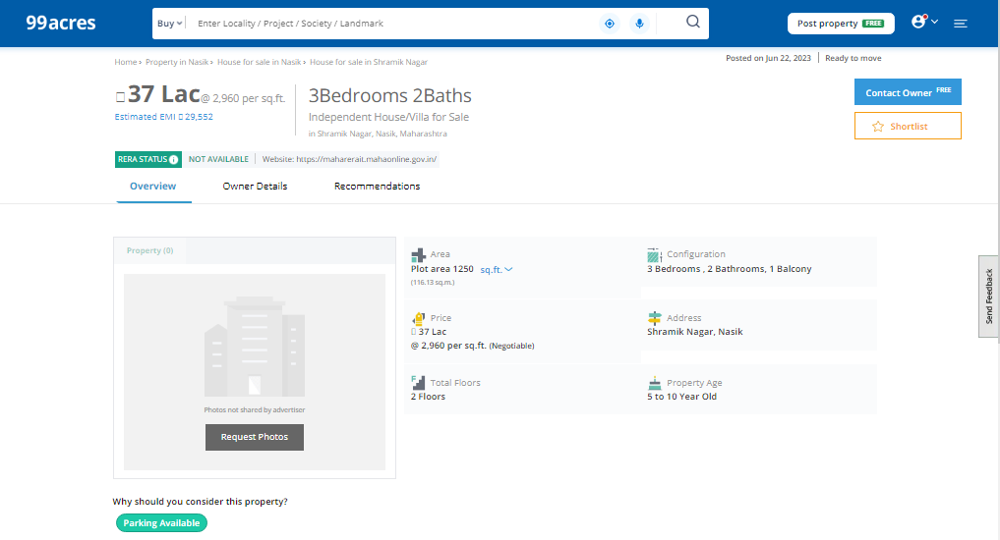 99acres
Buy
Enter Locality / Project / Society / Landmark
Post property FREE
Home › Property in Nasik › House for sale in Nasik › House for sale in Shramik Nagar
Posted on Jun 22, 2023 | Ready to move
37 Lac @ 2,960 per sq.ft.
Estimated EMI 29,552
3Bedrooms 2Baths
Independent House/Villa for Sale
in Shramik Nagar, Nasik, Maharashtra
Contact Owner FREE
Shortlist
RERA STATUS NOT AVAILABLE | Website: https://maharerait.mahaonline.gov.in/
Overview
Owner Details
Recommendations
Property (0)
Photos not shared by advertiser
Request Photos
Area
Plot area 1250 sq.ft.
(116.13 sq.m.)
Configuration
3 Bedrooms , 2 Bathrooms, 1 Balcony
Price
37 Lac
@ 2,960 per sq.ft. (Negotiable)
Address
Shramik Nagar, Nasik
Total Floors
2 Floors
Property Age
5 to 10 Year Old
Send Feedback
Why should you consider this property?
Parking Available